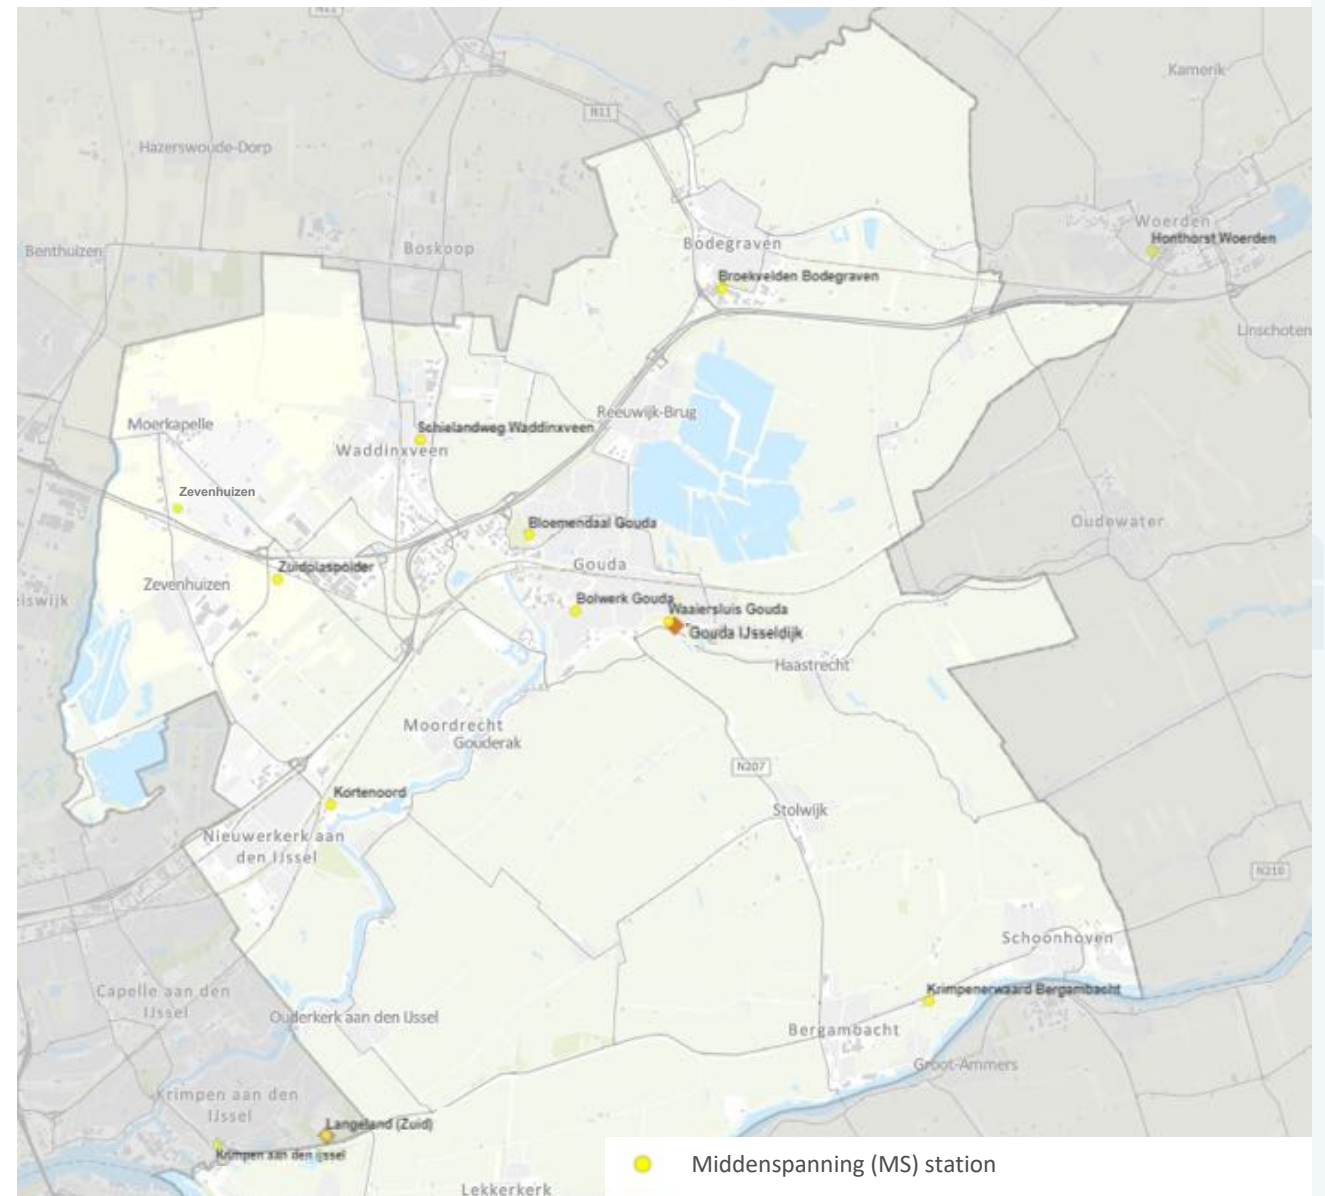 N11
Kamerik
N11
Hazerswoude-Dorp
Woerden
Benthuizen
Boskoop
Bodegraven
Honthorst Woerden
Broekvelden Bodegraven
Linschoten
Reeuwijk-Brug
Moerkapelle
Schielandweg Waddinxveen
Waddinxveen
Zevenhuizen
Bloemendaal Gouda
Oudewater
Zuidplaspolder
Gouda
Zevenhuizen
eiswijk
Bolwerk Gouda
Waaiersluis Gouda
Gouda IJsseldijk
Haastrecht
Moordrecht
Gouderak
N207
Kortenoord
Stolwijk
Nieuwerkerk aan
den IJssel
N210
Schoonhoven
Capelle aan den
IJssel
Krimpenerwaard Bergambacht
Ouderkerk aan den IJssel
Bergambacht
Groot-Ammers
Krimpen aan den
IJssel
Langeland (Zuid)
Krimpen aan den ijssel
Middenspanning (MS) station
Lekkerkerk